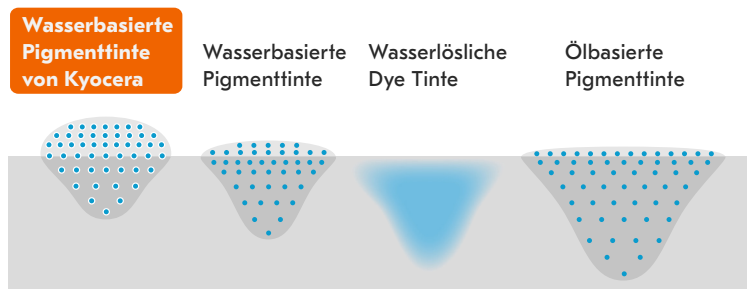 Wasserbasierte
Pigmenttinte
von Kyocera
Wasserbasierte
Pigmenttinte
Wasserlösliche
Dye Tinte
Ölbasierte
Pigmenttinte